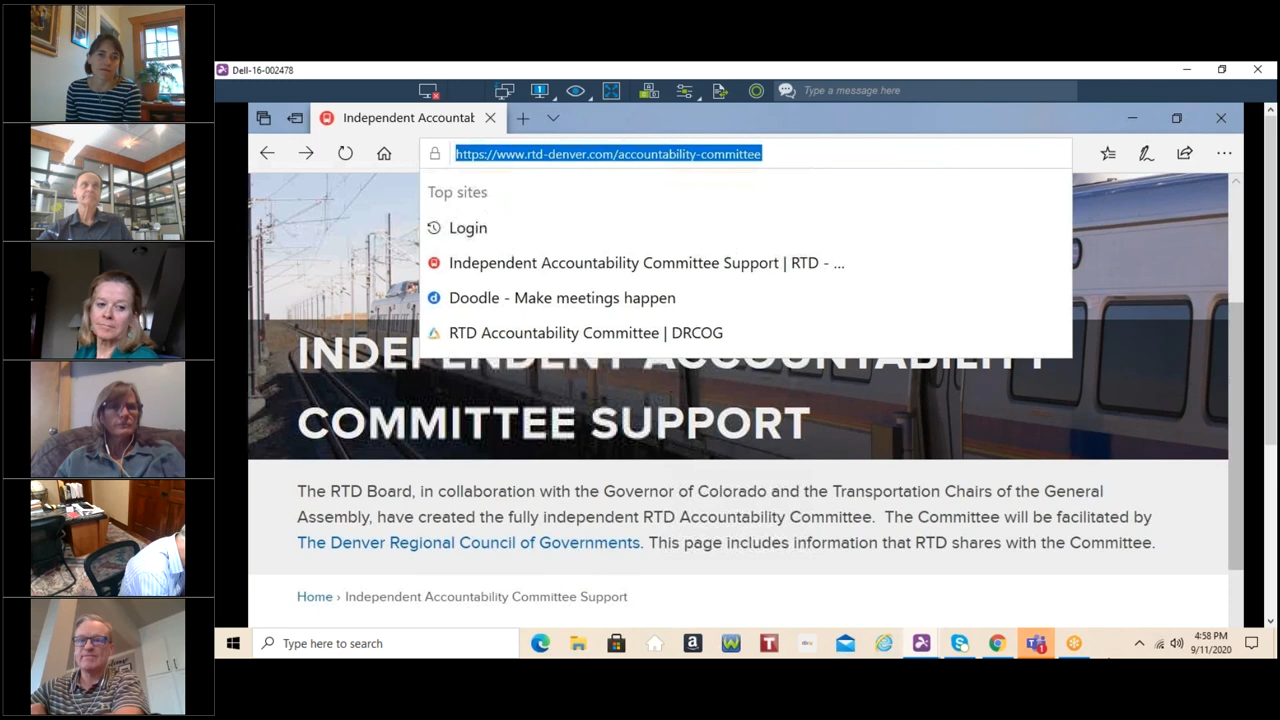 Dell-16-002478
1
Type a message
Independent Accountat
https://www.rtd-denver.com/accountability-committee
Top sites
Login
Independent Accountability Committee Support | RTD - ...
d
Doodle - Make meetings happen
RTD Accountability Committee | DRCOG
INDEPENDENT ACCOUNTABILITY
COMMITTEE SUPPORT
The RTD Board, in collaboration with the Governor of Colorado and the Transportation Chairs of the General
Assembly, have created the fully independent RTD Accountability Committee. The Committee will be facilitated by
The Denver Regional Council of Governments. This page includes information that RTD shares with the Committee.
Home › Independent Accountability Committee Support
Type here to search
a
W
T
1
4:58 PM
9/11/2020